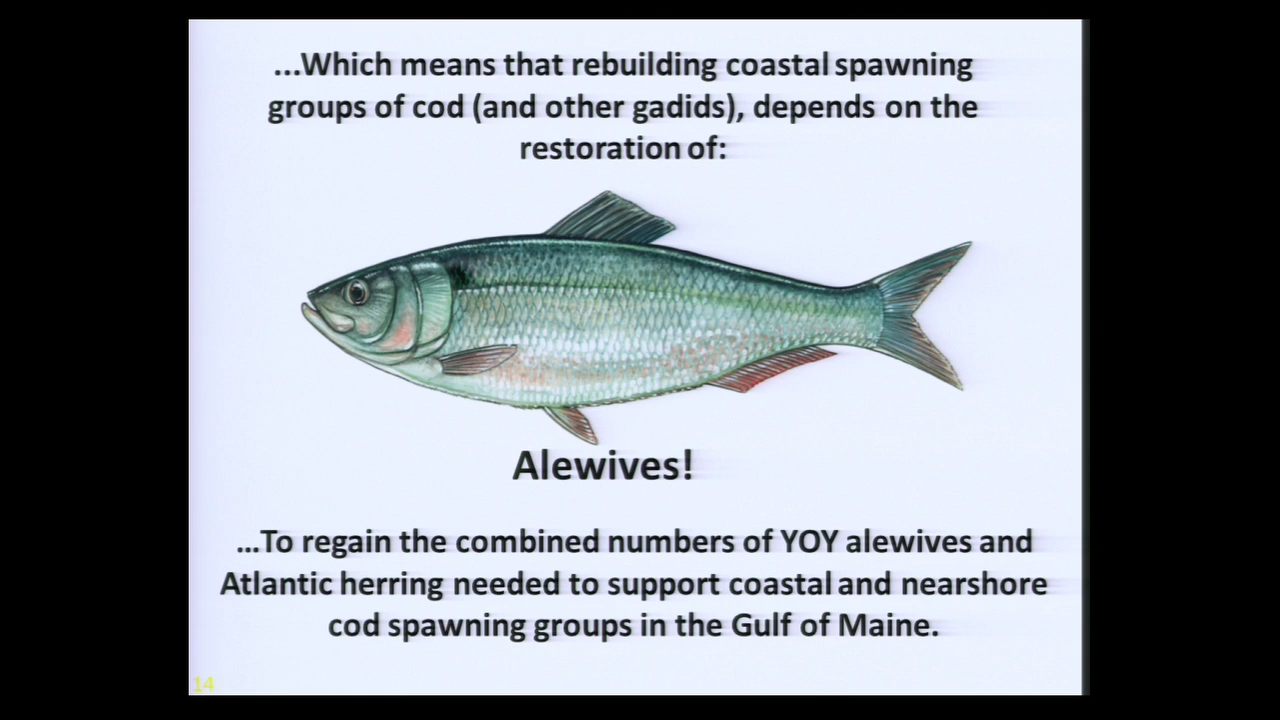 ...Which means that rebuilding coastal spawning
groups of cod (and other gadids), depends on the
restoration of:
Alewives!
...To regain the combined numbers of YOY alewives and
Atlantic herring needed to support coastal and nearshore
cod spawning groups in the Gulf of Maine.
14